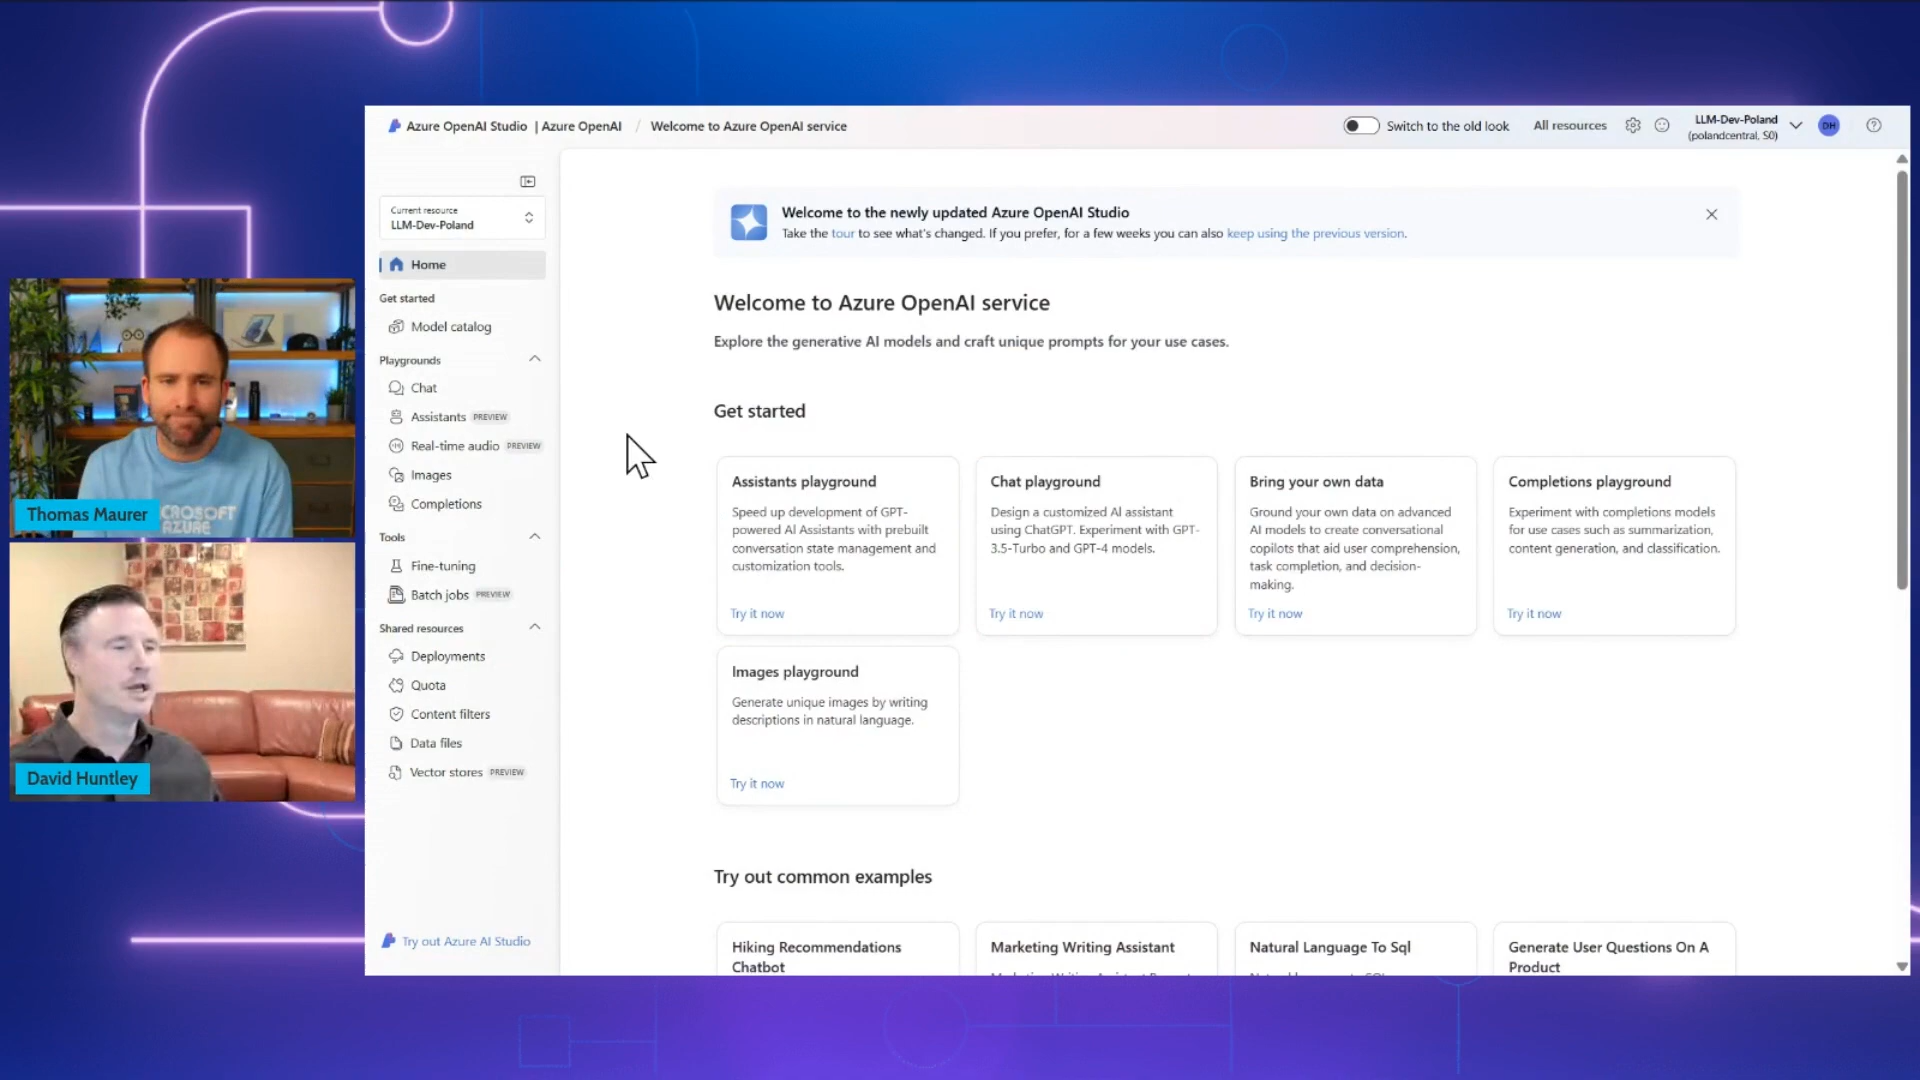 Azure OpenAI Studio | Azure OpenAI / Welcome to Azure OpenAI service
Switch to the old look
All resources
LLM-Dev-Poland
(polandcentral, S0)
DH
Current resource
LLM-Dev-Poland
Home
Get started
Model catalog
Playgrounds
Chat
Assistants PREVIEW
Real-time audio PREVIEW
Images
Completions
Tools
Fine-tuning
Batch jobs PREVIEW
Shared resources
Deployments
Quota
Content filters
Data files
Vector stores PREVIEW
Try out Azure AI Studio
Welcome to the newly updated Azure OpenAI Studio
Take the tour to see what's changed. If you prefer, for a few weeks you can also keep using the previous version.
Welcome to Azure OpenAI service
Explore the generative AI models and craft unique prompts for your use cases.
Get started
Assistants playground
Speed up development of GPT-
powered AI Assistants with prebuilt
conversation state management and
customization tools.
Try it now
Chat playground
Design a customized AI assistant
using ChatGPT. Experiment with GPT-
3.5-Turbo and GPT-4 models.
Try it now
Bring your own data
Ground your own data on advanced
AI models to create conversational
copilots that aid user comprehension,
task completion, and decision-
making.
Try it now
Completions playground
Experiment with completions models
for use cases such as summarization,
content generation, and classification.
Try it now
Images playground
Generate unique images by writing
descriptions in natural language.
Try it now
Try out common examples
Hiking Recommendations
Chatbot
Marketing Writing Assistant
Natural Language To Sql
Generate User Questions On A
Product
Thomas Maurer
CROSOFT
AZURE
David Huntley